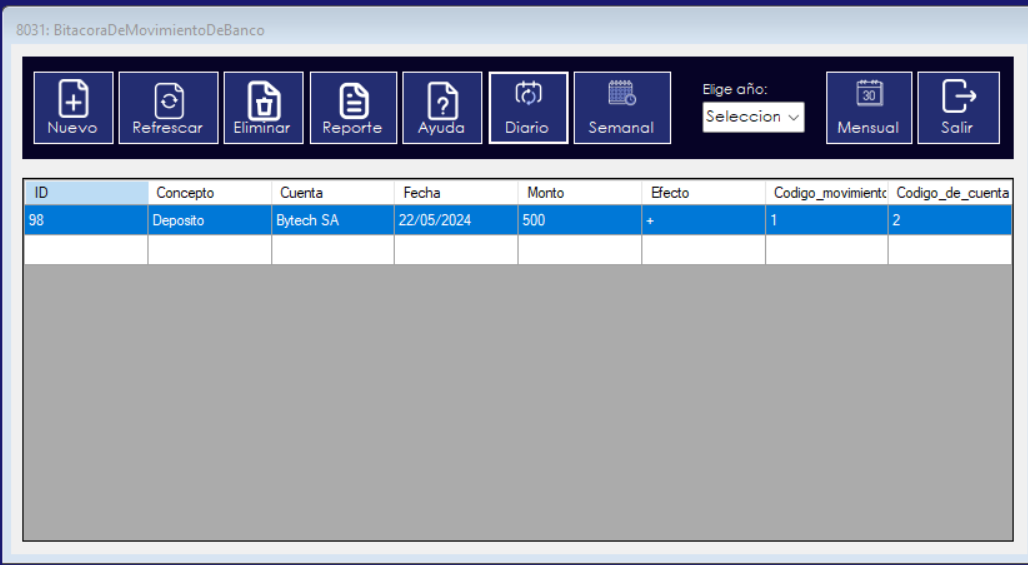 8031: BitacoraDeMovimientoDeBanco
Nuevo Refrescar Eliminar Reporte Ayuda Diario Semanal Elige año: Mensual Salir
Seleccion
30
ID Concepto Cuenta Fecha Monto Efecto Codigo_movimiento Codigo_de_cuenta
98 Deposito Bytech SA 22/05/2024 500 + 1 2